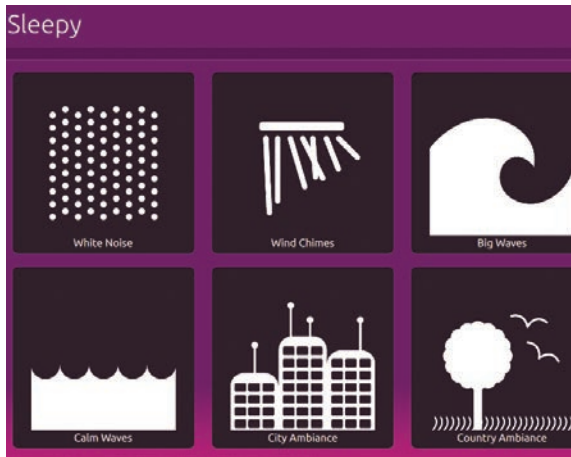 Sleepy
White Noise
Wind Chimes
Big Waves
Calm Waves
City Ambiance
Country Ambiance